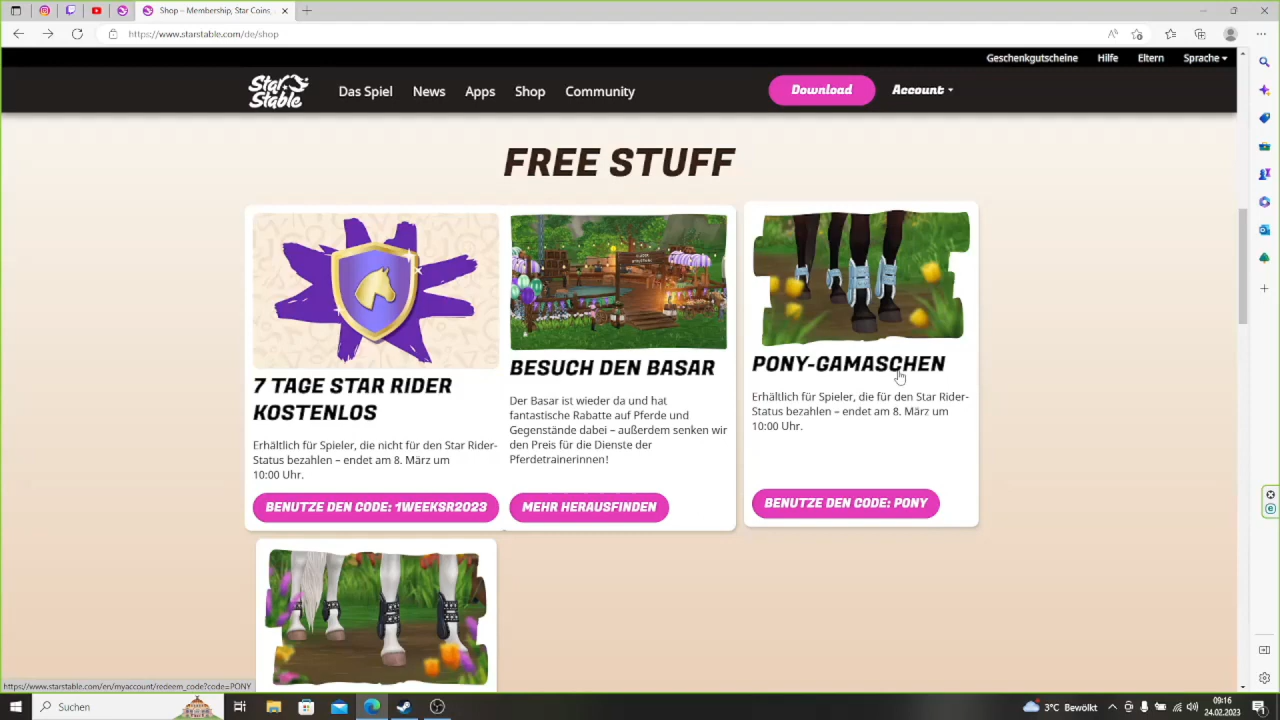 Shop – Membership, Star Coins
https://www.starstable.com/de/shop
Geschenkgutscheine Hilfe Eltern Sprache
Star Stable
Das Spiel News Apps Shop Community Download Account
FREE STUFF
7 TAGE STAR RIDER
KOSTENLOS
Erhältlich für Spieler, die nicht für den Star Rider-
Status bezahlen – endet am 8. März um
10:00 Uhr.
BENUTZE DEN CODE: 1WEEKSR2023
BESUCH DEN BASAR
Der Basar ist wieder da und hat
fantastische Rabatte auf Pferde und
Gegenstände dabei – außerdem senken wir
den Preis für die Dienste der
Pferdetrainerinnen!
MEHR HERAUSFINDEN
PONY-GAMASCHEN
Erhältlich für Spieler, die für den Star Rider-
Status bezahlen – endet am 8. März um
10:00 Uhr.
BENUTZE DEN CODE: PONY
https://www.starstable.com/en/myaccount/redeem_code?code=PONY
Suchen
3°C Bewölkt
09:16
24.02.2023